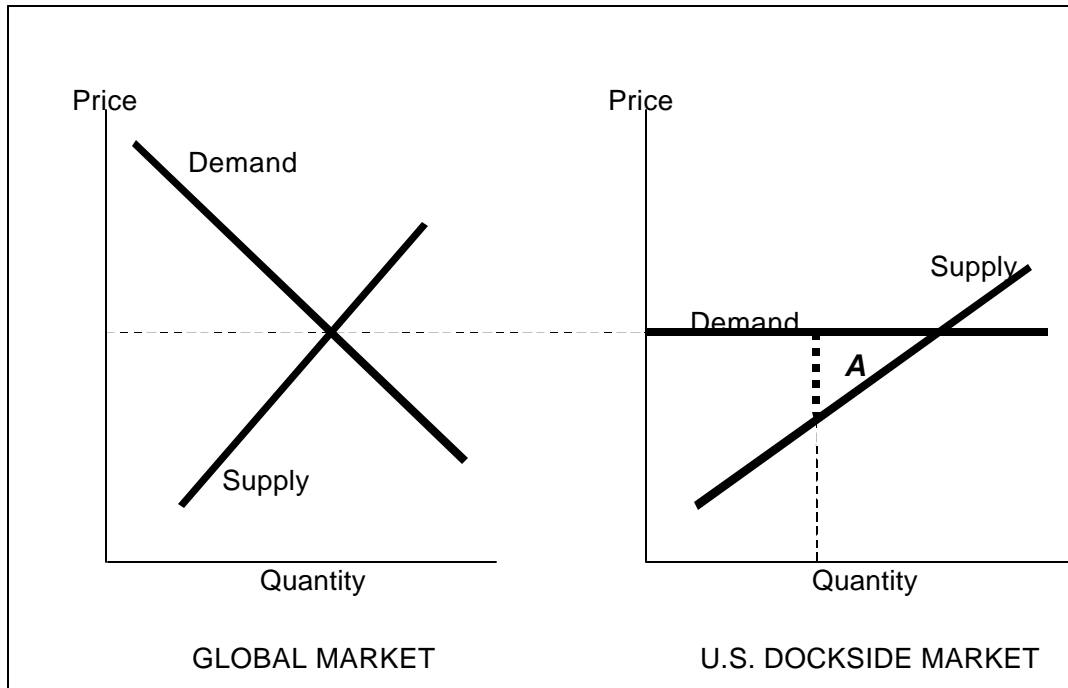 Price
Demand
Supply
Quantity
GLOBAL MARKET
Price
Supply
Demand
A
Quantity
U.S. DOCKSIDE MARKET